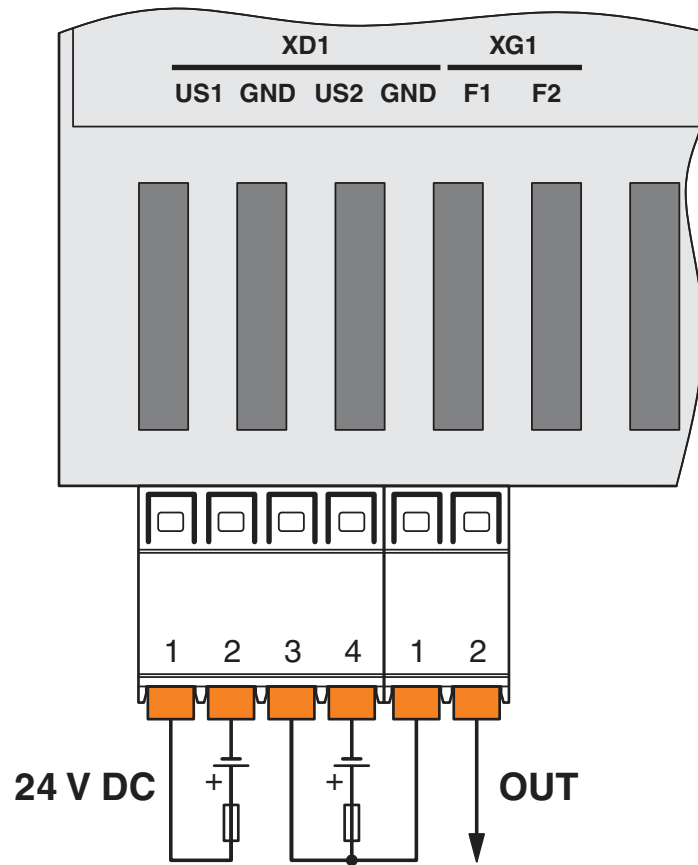 XD1 XG1
US1 GND US2 GND F1 F2
1 2 3 4 1 2
24 V DC + + OUT